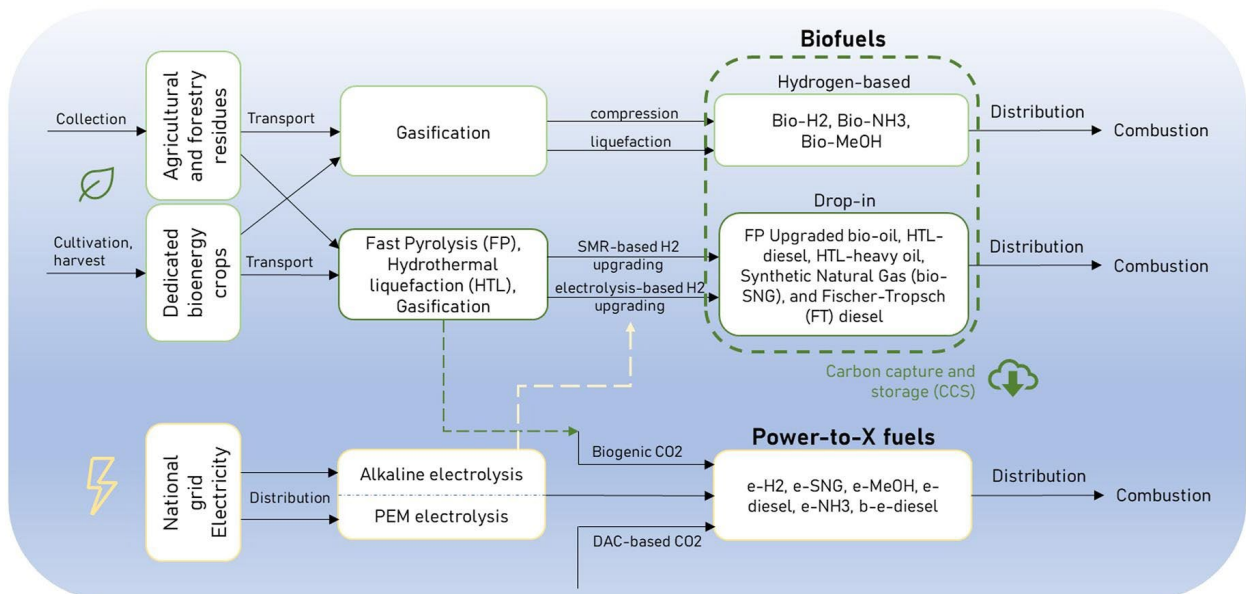 Biofuels
Hydrogen-based
Collection
Agricultural
and forestry
residues
Transport
Gasification
compression
liquefaction
Bio-H2, Bio-NH3,
Bio-MeOH
Distribution
Combustion
Cultivation,
harvest
Dedicated
bioenergy
crops
Transport
Fast Pyrolysis (FP),
Hydrothermal
liquefaction (HTL),
Gasification
SMR-based H2
upgrading
electrolysis-based H2
upgrading
Drop-in
FP Upgraded bio-oil, HTL-
diesel, HTL-heavy oil,
Synthetic Natural Gas (bio-
SNG), and Fischer-Tropsch
(FT) diesel
Distribution
Combustion
Carbon capture and
storage (CCS)
National
grid
Electricity
Distribution
Alkaline electrolysis
PEM electrolysis
Biogenic CO2
DAC-based CO2
Power-to-X fuels
e-H2, e-SNG, e-MeOH, e-
diesel, e-NH3, b-e-diesel
Distribution
Combustion